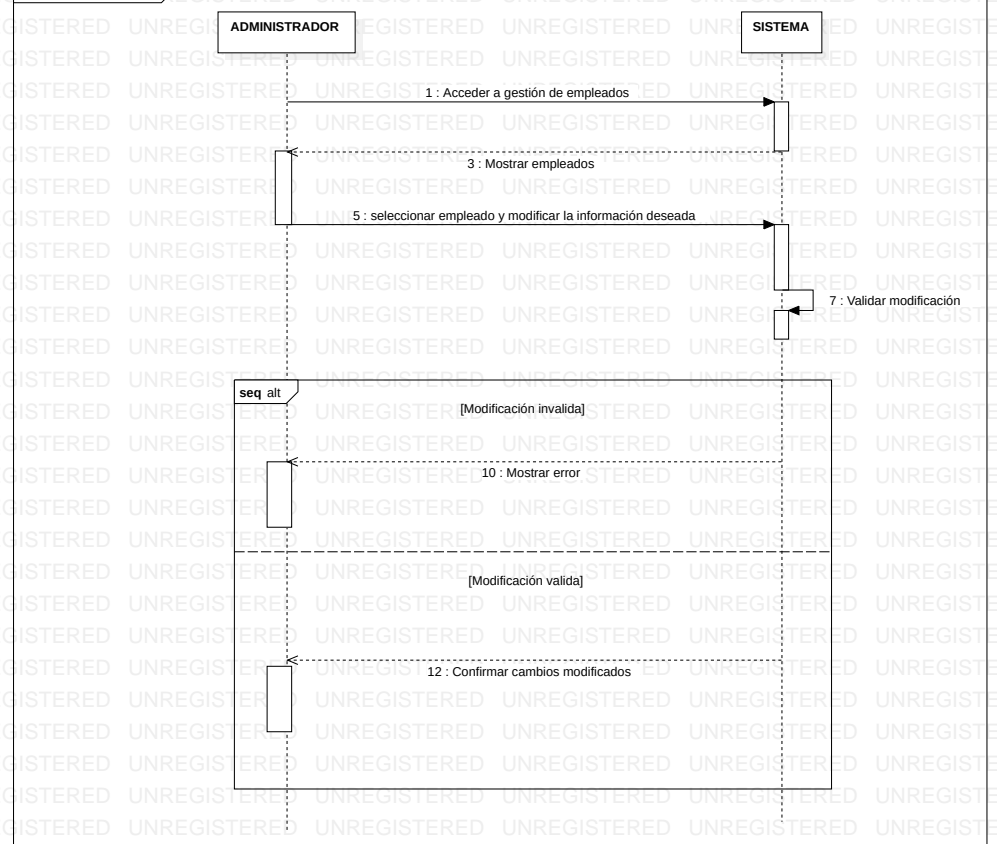 ADMINISTRADOR
SISTEMA
1 : Acceder a gestión de empleados
3 : Mostrar empleados
5 : seleccionar empleado y modificar la información deseada
7 : Validar modificación
seq alt
[Modificación invalida]
10 : Mostrar error
[Modificación valida]
12 : Confirmar cambios modificados
UNREGISTERED